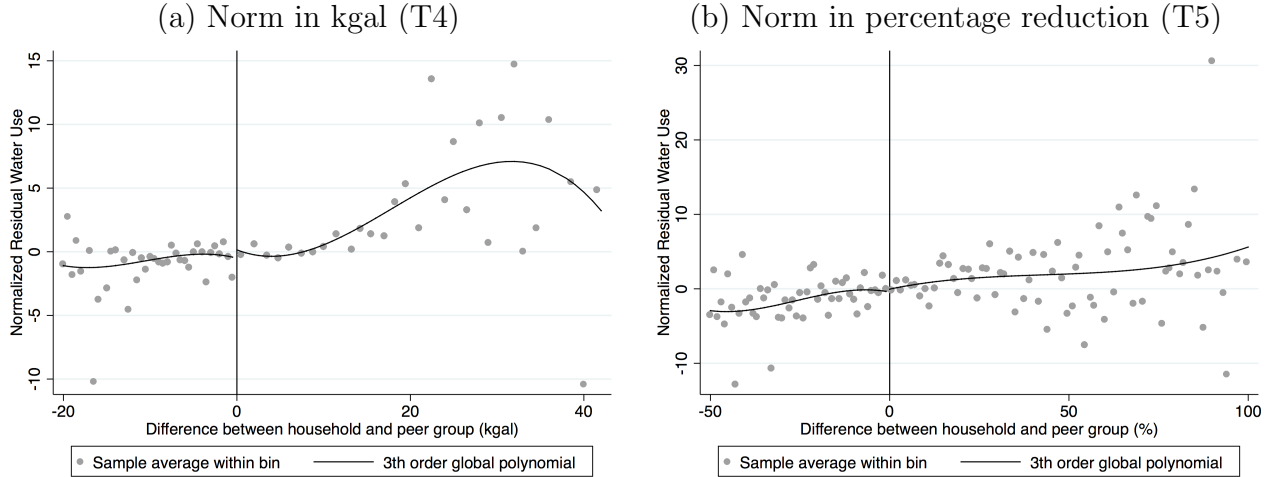 (a) Norm in kgal (T4)
Normalized Residual Water Use
15
10
5
0
-5
-10
-20
0
20
40
Difference between household and peer group (kgal)
Sample average within bin
3th order global polynomial
(b) Norm in percentage reduction (T5)
Normalized Residual Water Use
30
20
10
0
-10
-50
0
50
100
Difference between household and peer group (%)
Sample average within bin
3th order global polynomial